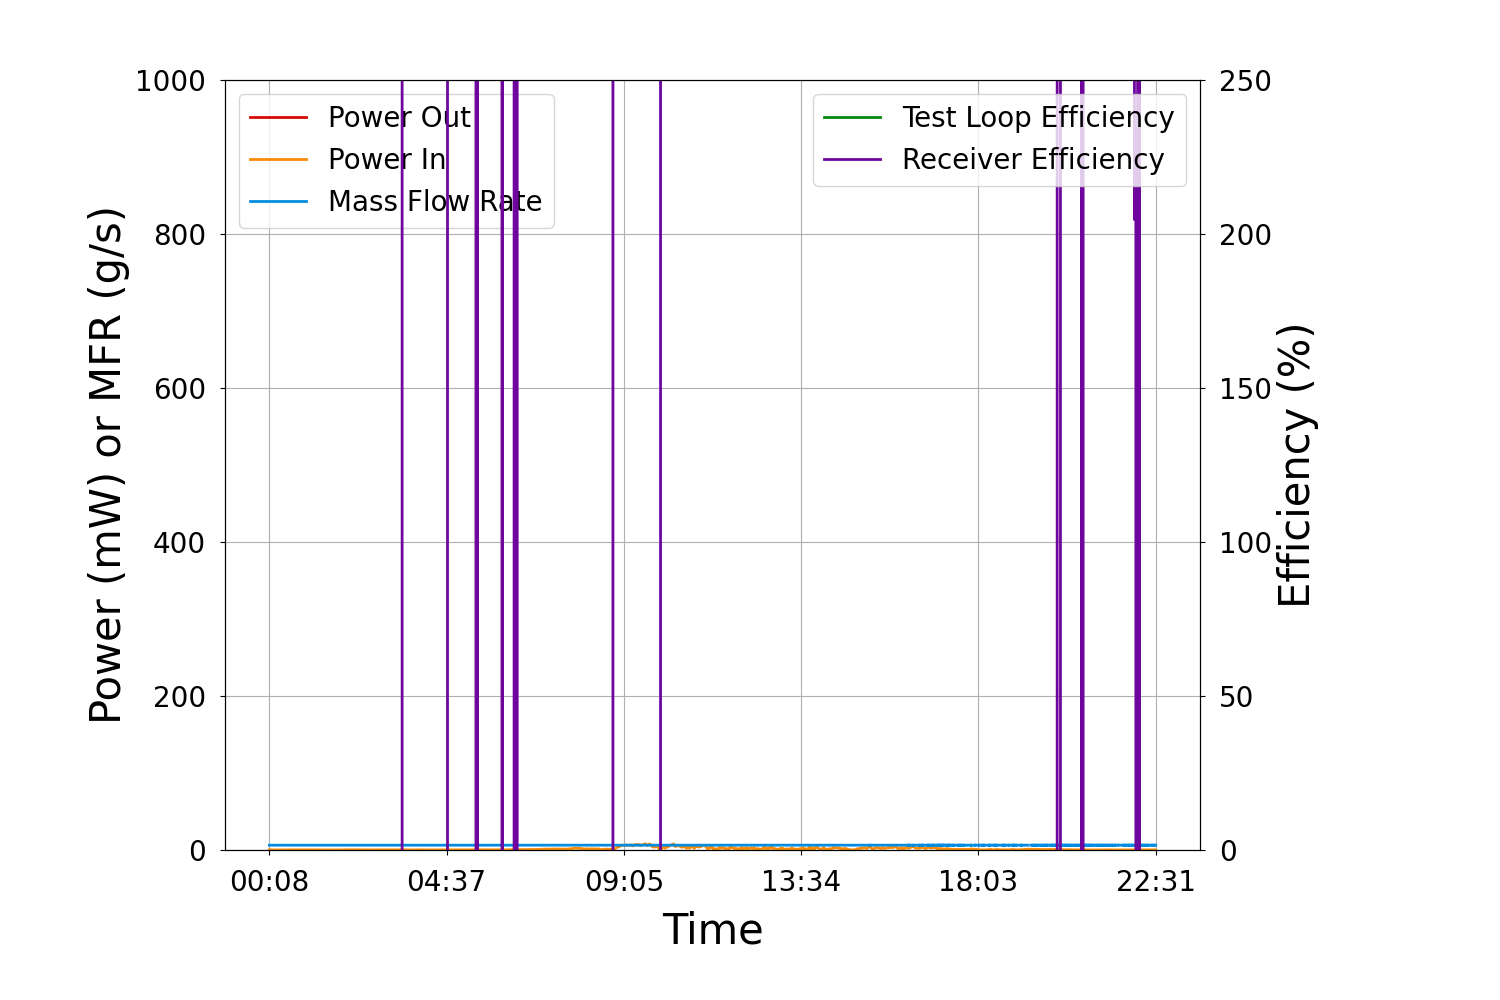 Power Out
Power In
Mass Flow Rate
Test Loop Efficiency
Receiver Efficiency
1000
800
600
400
200
0
Power (mW) or MFR (g/s)
250
200
150
100
50
0
Efficiency (%)
00:08 04:37 09:05 13:34 18:03 22:31
Time